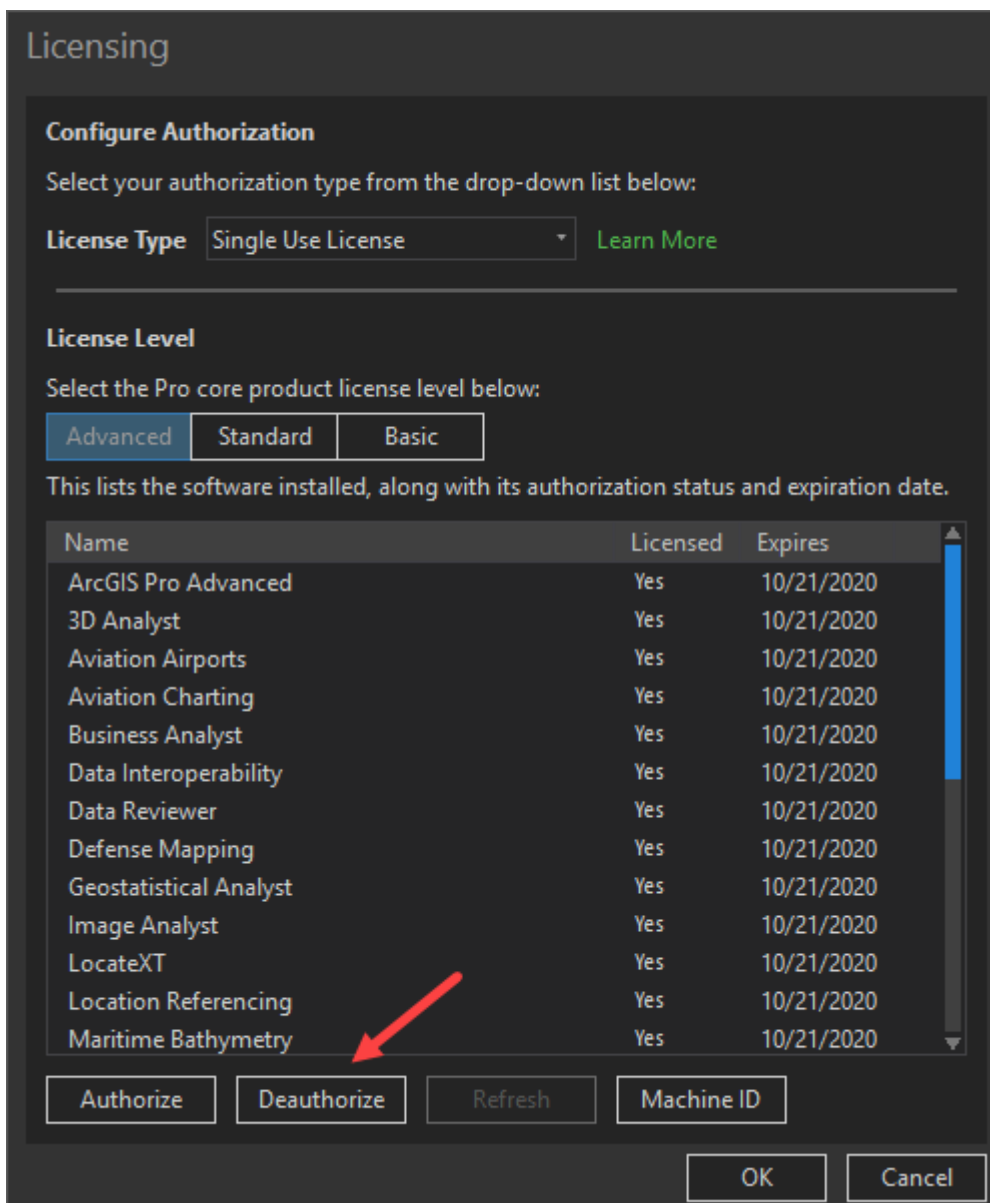 Licensing
Configure Authorization
Select your authorization type from the drop-down list below:
License Type Single Use License Learn More
License Level
Select the Pro core product license level below:
Advanced Standard Basic
This lists the software installed, along with its authorization status and expiration date.
Name Licensed Expires
ArcGIS Pro Advanced Yes 10/21/2020
3D Analyst Yes 10/21/2020
Aviation Airports Yes 10/21/2020
Aviation Charting Yes 10/21/2020
Business Analyst Yes 10/21/2020
Data Interoperability Yes 10/21/2020
Data Reviewer Yes 10/21/2020
Defense Mapping Yes 10/21/2020
Geostatistical Analyst Yes 10/21/2020
Image Analyst Yes 10/21/2020
LocateXT Yes 10/21/2020
Location Referencing Yes 10/21/2020
Maritime Bathymetry Yes 10/21/2020
Authorize Deauthorize Refresh Machine ID
OK Cancel